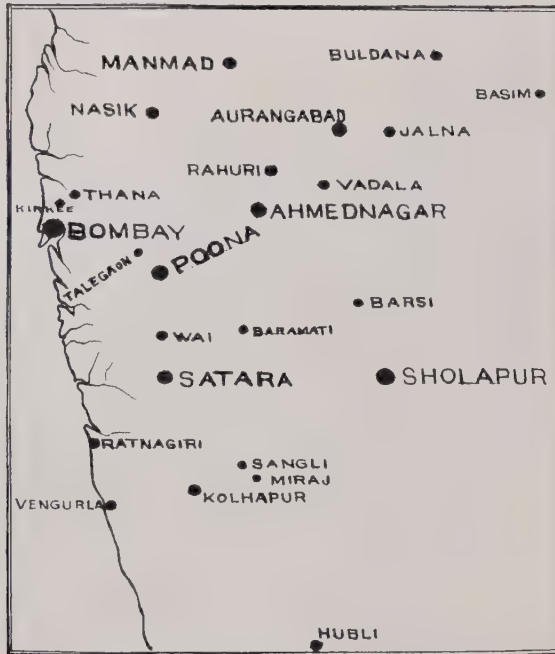 MANMAD
BULDANA
BASIM
NASIK
AURANGABAD
JALNA
RAHURI
VADALA
THANA
KIRKEE
AHMEDNAGAR
BOMBAY
POONA
TALEGAON
BARSI
WAI
BARAMATI
SATARA
SHOLAPUR
RATNAGIRI
SANGLI
MIRAJ
KOLHAPUR
VENGURLA
HUBLI